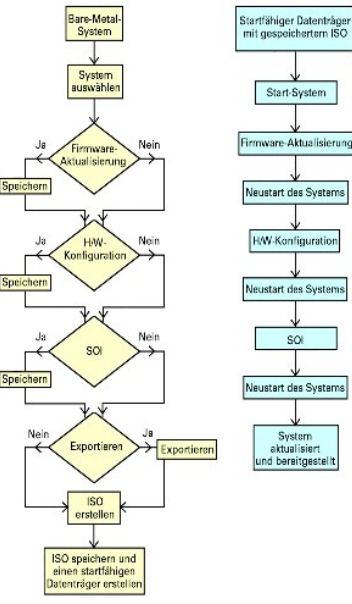 Bare-Metal-
System
System
auswählen
Ja
Nein
Firmware-
Aktualisierung
Speichern
Ja
Nein
H/W-
Konfiguration
Speichern
Ja
Nein
SOI
Speichern
Nein
Ja
Exportieren
Exportieren
ISO
erstellen
ISO speichern und
einen startfähigen
Datenträger erstellen
Startfähiger Datenträger
mit gespeichertem ISO
Start-System
Firmware-Aktualisierung
Neustart des Systems
H/W-Konfiguration
Neustart des Systems
SOI
Neustart des Systems
System
aktualisiert
und bereitgestellt